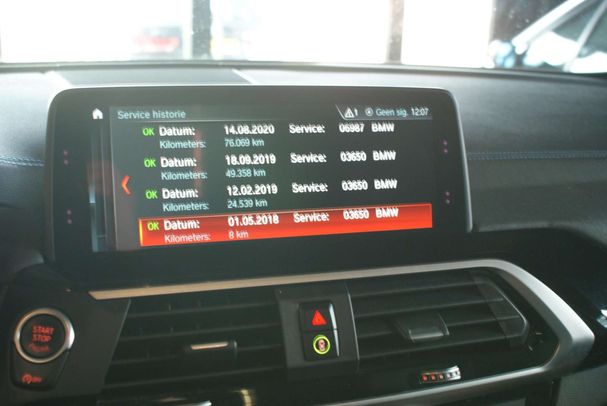 Service historie 1 Geen sig. 12:07
OK Datum: 14.08.2020 Service: 06987 BMW
Kilometers: 76.069 km
OK Datum: 18.09.2019 Service: 03650 BMW
Kilometers: 49.358 km
OK Datum: 12.02.2019 Service: 03650 BMW
Kilometers: 24.539 km
OK Datum: 01.05.2018 Service: 03650 BMW
Kilometers: 8 km
START
STOP